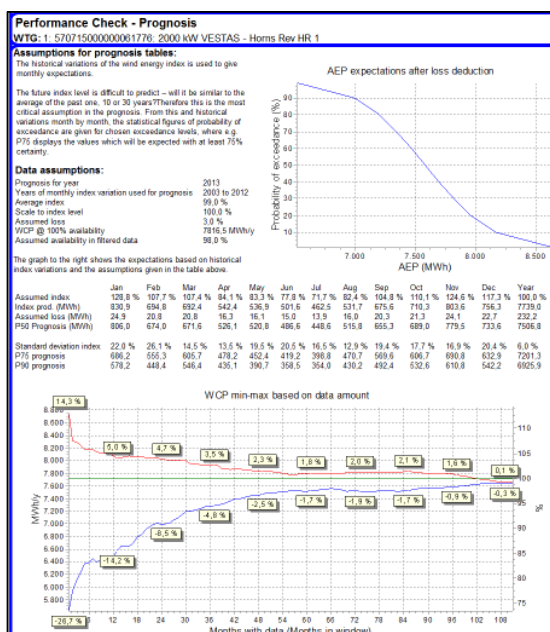 Performance Check - Prognosis
WTG: 1: 570715000000061776: 2000 kW VESTAS - Horns Rev HR 1
Assumptions for prognosis tables:
The historical variations of the wind energy index is used to give
monthly expectations.
The future index level is difficult to predict – will it be similar to the
average of the past one, 10 or 30 years?Therefore this is the most
critical assumption in the prognosis. From this and historical
variations month by month, the statistical figures of probability of
exceedance are given for chosen exceedance levels, where e.g.
P75 displays the values which will be expected with at least 75%
certainty.
Data assumptions:
Prognosis for year 2013
Years of monthly index variation used for prognosis 2003 to 2012
Average index 99,0 %
Scale to index level 100,0 %
Assumed loss 3,0 %
WCP @ 100% availability 7816,5 MWh/y
Assumed availability in filtered data 98,0 %
The graph to the right shows the expectations based on historical
index variations and the assumptions given in the table above.
AEP expectations after loss deduction
Probability of exceedance (%)
90
80
70
60
50
40
30
20
10
7.000 7.500 8.000 8.500
AEP (MWh)
Jan Feb Mar Apr May Jun Jul Aug Sep Oct Nov Dec Year
Assumed index 128,8 % 107,7 % 107,4 % 84,1 % 83,3 % 77,8 % 71,7 % 82,4 % 104,8 % 110,1 % 124,6 % 117,3 % 100,0 %
Index prod. (MWh) 830,9 694,8 692,4 542,4 536,9 501,6 462,5 531,7 675,6 710,3 803,6 756,3 7739,0
Assumed loss (MWh) 24,9 20,8 20,8 16,3 16,1 15,0 13,9 16,0 20,3 21,3 24,1 22,7 232,2
P50 Prognosis (MWh) 806,0 674,0 671,6 526,1 520,8 486,6 448,6 515,8 655,3 689,0 779,5 733,6 7506,8
Standard deviation index 22,0 % 26,1 % 14,5 % 13,5 % 19,5 % 20,5 % 16,5 % 12,9 % 19,4 % 17,7 % 16,9 % 20,4 % 6,0 %
P75 prognosis 686,2 555,3 605,7 478,2 452,4 419,2 398,8 470,7 569,6 606,7 690,8 632,9 7201,3
P90 prognosis 578,2 448,4 546,4 435,1 390,7 358,5 354,0 430,2 492,4 532,6 610,8 542,2 6925,9
WCP min-max based on data amount
MWh/y
8.800
8.600
8.400
8.200
8.000
7.800
7.600
7.400
7.200
7.000
6.800
6.600
6.400
6.200
6.000
5.800
14,3 %
5,0 %
4,7 %
3,5 %
2,3 %
1,8 %
2,0 %
2,1 %
1,6 %
0,1 %
-26,7 %
-14,2 %
-8,5 %
-4,8 %
-2,5 %
-1,7 %
-1,9 %
-1,7 %
-0,9 %
-0,3 %
110
105
100
95
90
85
80
75
%
12 24 36 48 60 72 84 96 108
Months with data (Months in window)